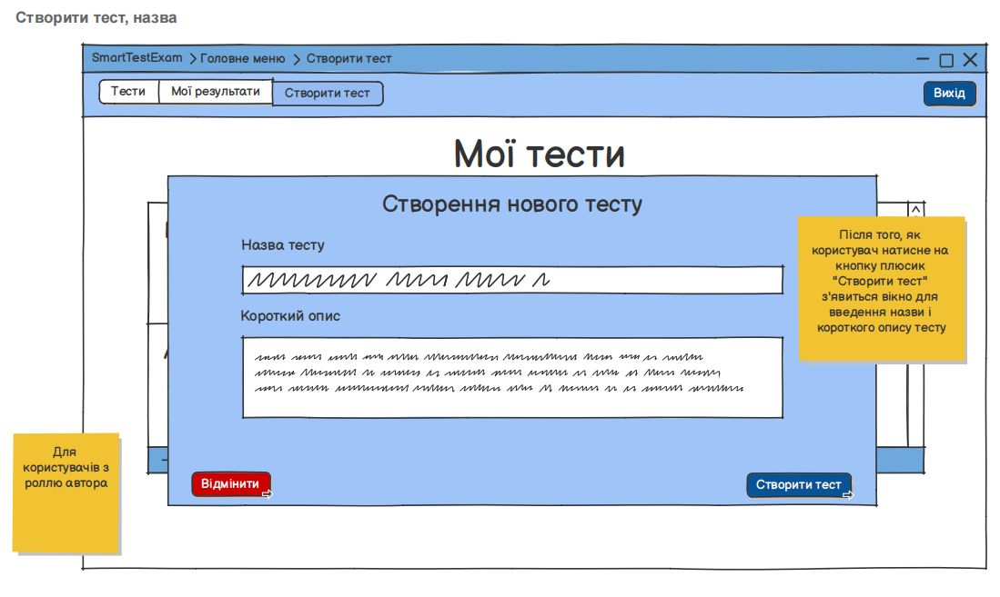 Створити тест, назва
SmartTestExam > Головне меню > Створити тест
Тести
Мої результати
Створити тест
Вихід
Мої тести
Створення нового тесту
Назва тесту
Короткий опис
Після того, як
користувач натисне на
кнопку плюсик
"Створити тест"
з'явиться вікно для
введення назви і
короткого опису тесту
Для
користувачів з
роллю автора
Відмінити
Створити тест